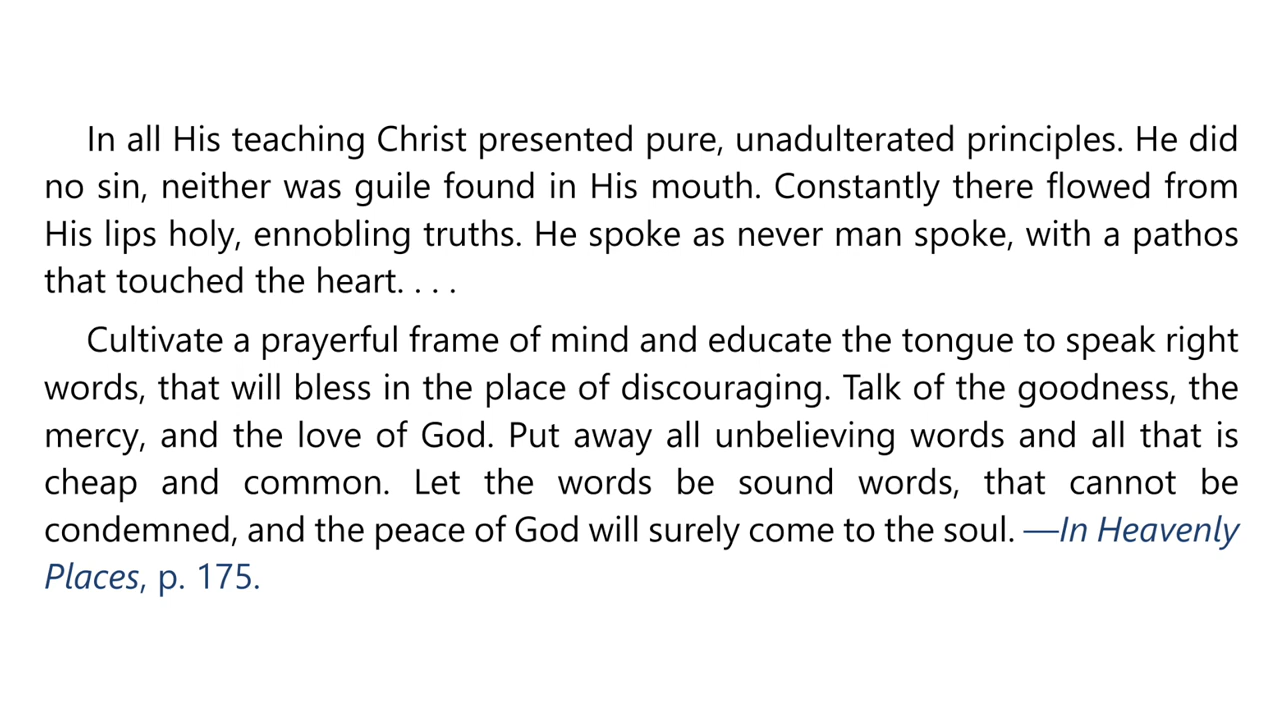 In all His teaching Christ presented pure, unadulterated principles. He did
no sin, neither was guile found in His mouth. Constantly there flowed from
His lips holy, ennobling truths. He spoke as never man spoke, with a pathos
that touched the heart. . . .
Cultivate a prayerful frame of mind and educate the tongue to speak right
words, that will bless in the place of discouraging. Talk of the goodness, the
mercy, and the love of God. Put away all unbelieving words and all that is
cheap and common. Let the words be sound words, that cannot be
condemned, and the peace of God will surely come to the soul. —In Heavenly
Places, p. 175.